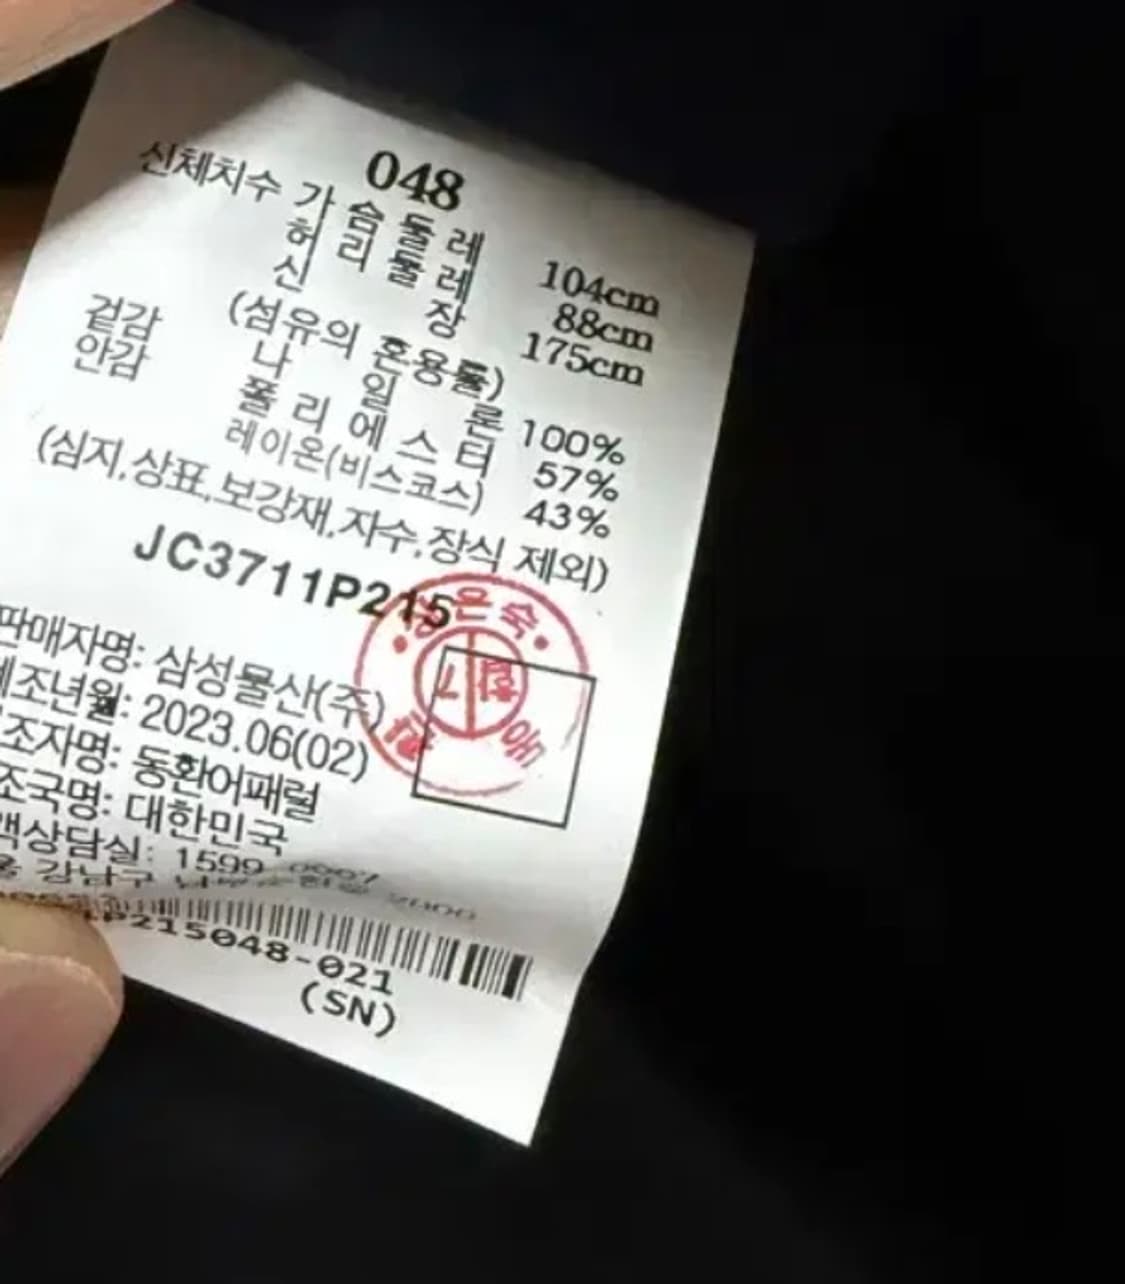 048
신체치수 가슴둘레 104cm
허리둘레 88cm
신장 175cm
(섬유의 혼용률)
겉감 나일론 100%
안감 폴리에스터 57%
레이온(비스코스) 43%
(심지,상표,보강재,자수,장식 제외)
JC3711P215
은숙
판매자명: 삼성물산(주)
제조년월: 2023.06(02)
조자명: 동환어패럴
조국명: 대한민국
객상담실: 1599
강남구
P215048-021
(SN)